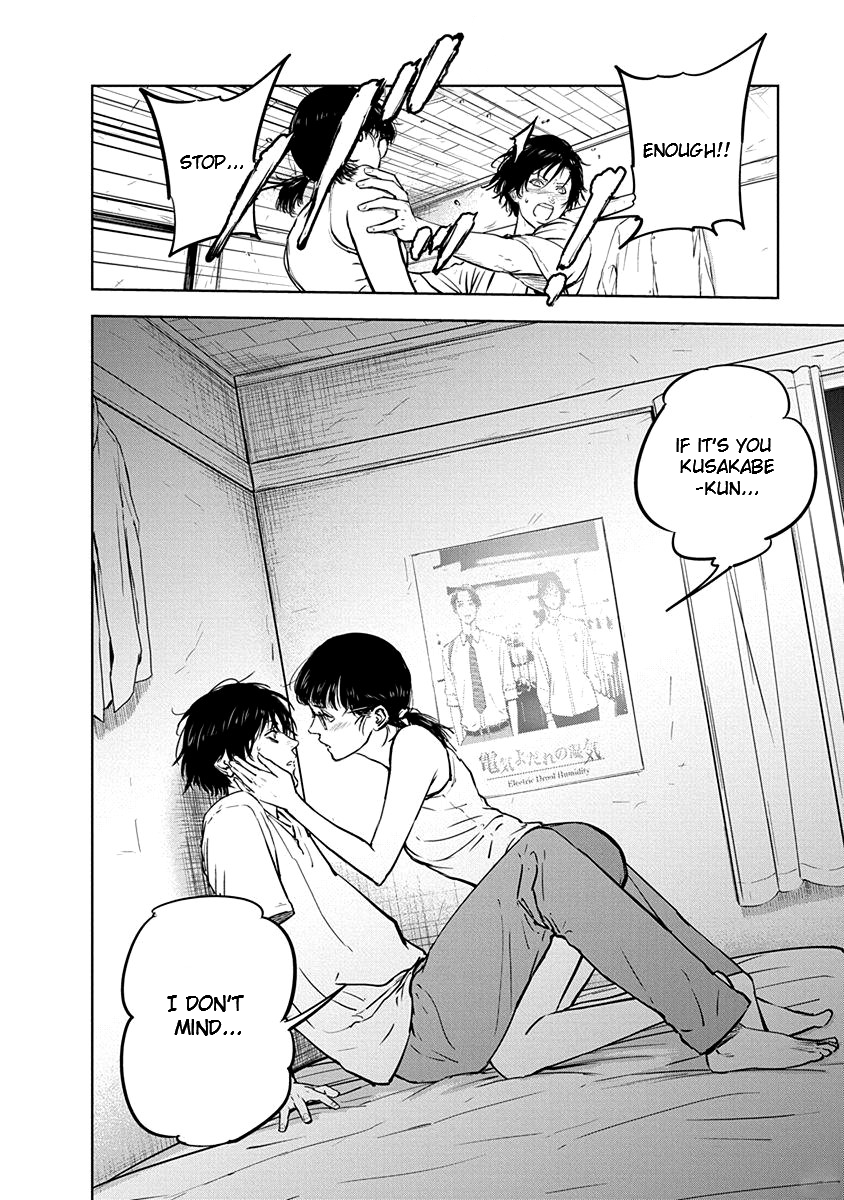 ENOUGH!!
STOP...
IF IT'S YOU
KUSAKABE
-KUN...
電気よだれの湿気
Electric Drool Humidity
I DON'T
MIND...